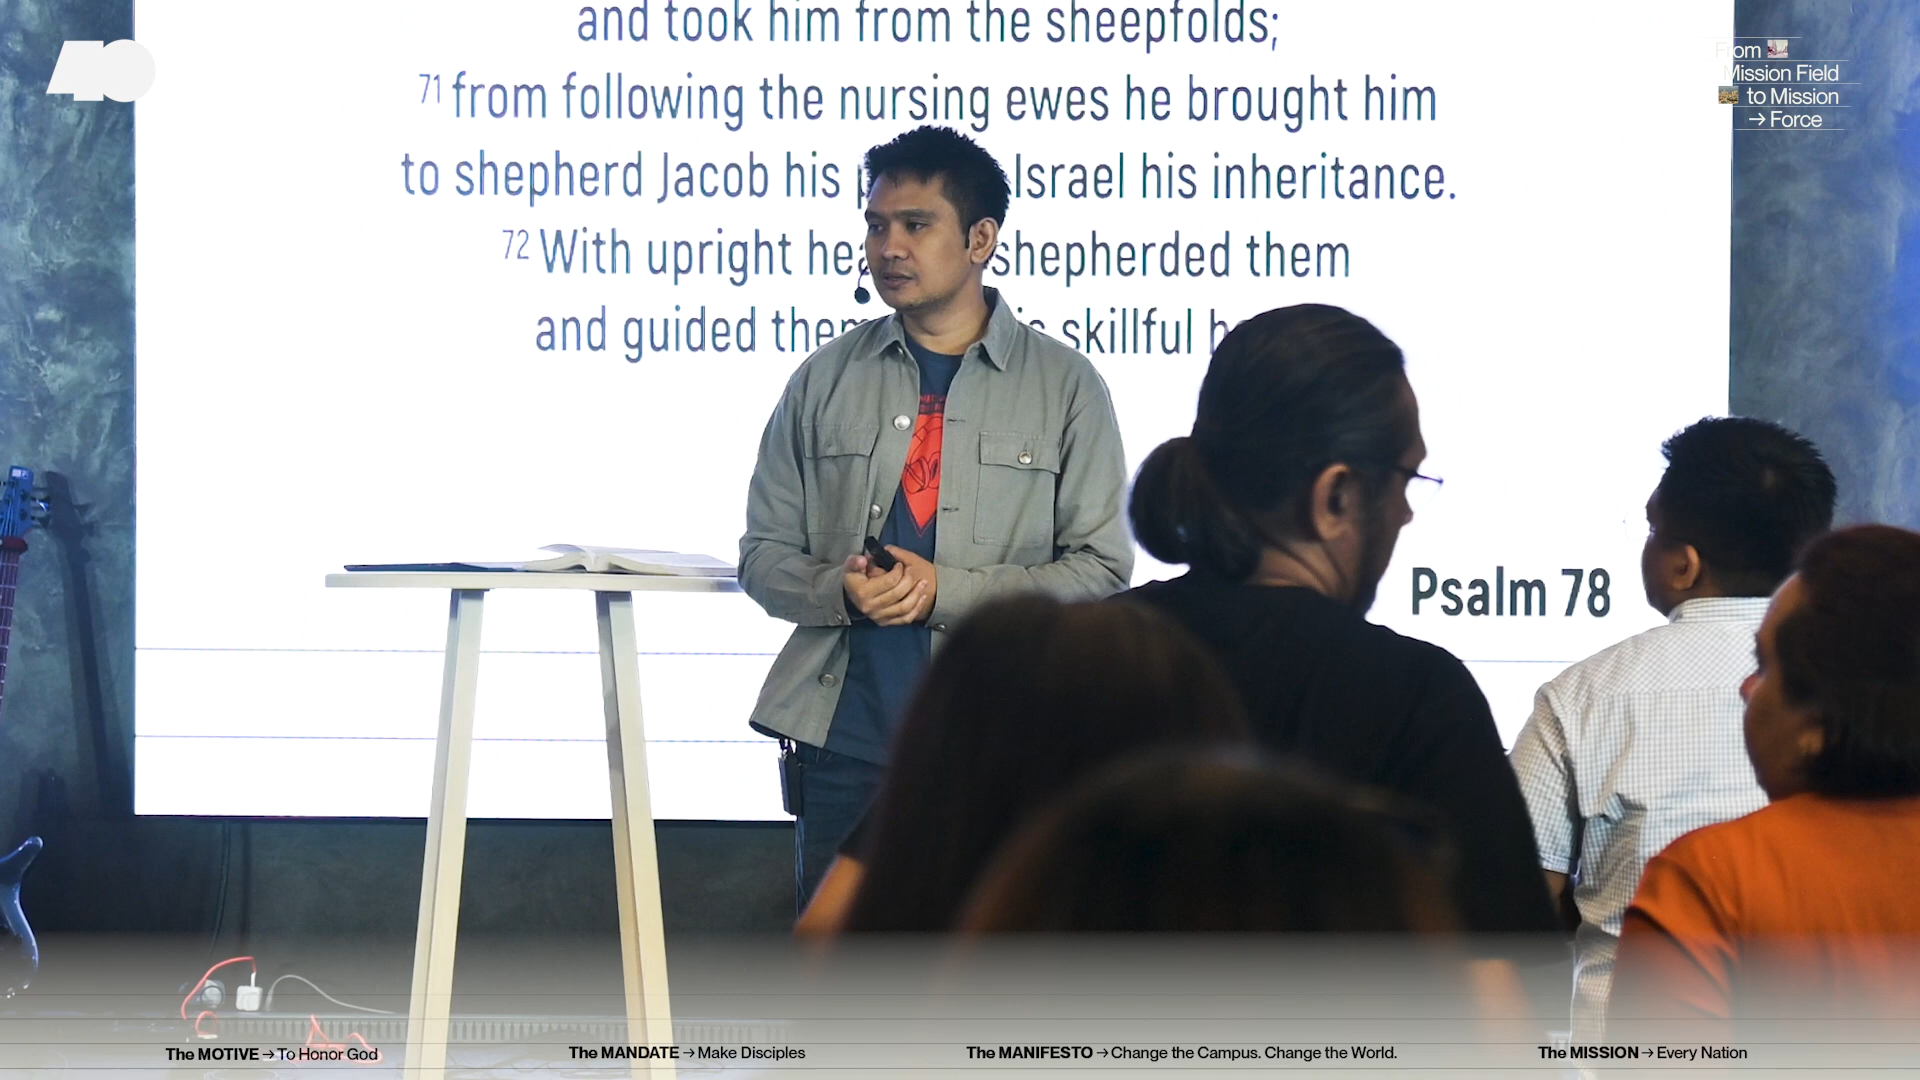 and took him from the sheepfolds;
71 from following the nursing ewes he brought him
to shepherd Jacob his Israel his inheritance.
72 With upright shepherded them
and guided skillful
Psalm 78
40
From
Mission Field
to Mission
→ Force
The MOTIVE → To Honor God
The MANDATE → Make Disciples
The MANIFESTO → Change the Campus. Change the World.
The MISSION → Every Nation